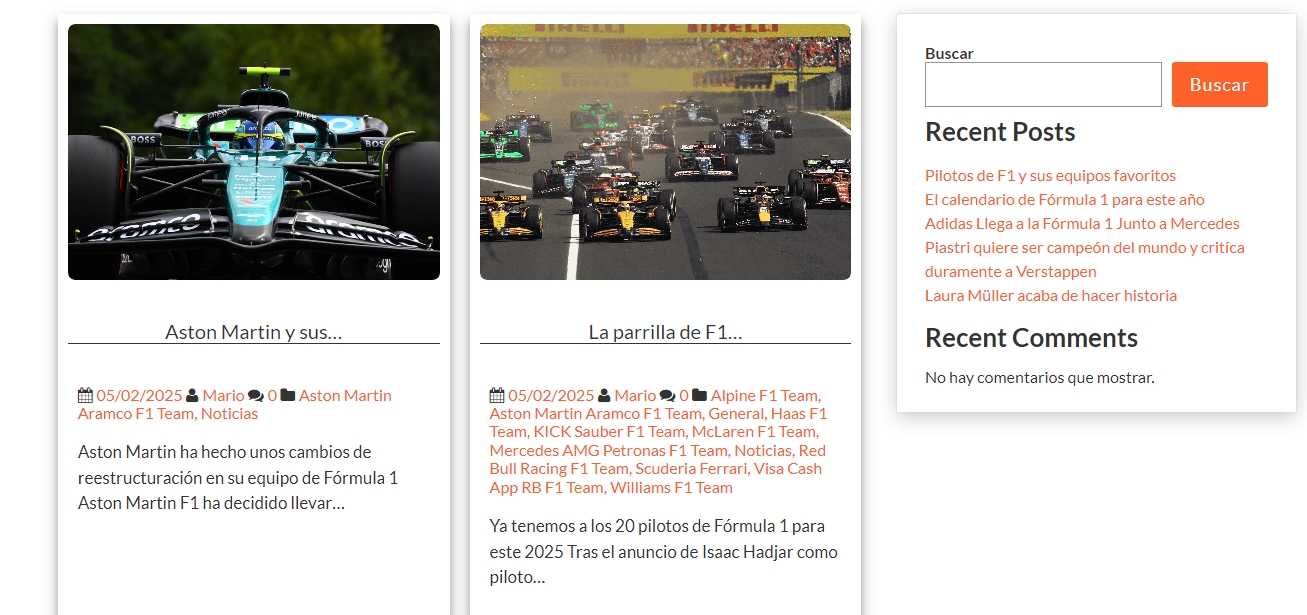 BOSS
BOSS
aramco
aramco
Aston Martin y sus...
05/02/2025 Mario 0 Aston Martin
Aramco F1 Team, Noticias
Aston Martin ha hecho unos cambios de
reestructuración en su equipo de Fórmula 1
Aston Martin F1 ha decidido llevar...
PIRELLI
PIRELLI
La parrilla de F1...
05/02/2025 Mario 0 Alpine F1 Team,
Aston Martin Aramco F1 Team, General, Haas F1
Team, KICK Sauber F1 Team, McLaren F1 Team,
Mercedes AMG Petronas F1 Team, Noticias, Red
Bull Racing F1 Team, Scuderia Ferrari, Visa Cash
App RB F1 Team, Williams F1 Team
Ya tenemos a los 20 pilotos de Fórmula 1 para
este 2025 Tras el anuncio de Isaac Hadjar como
piloto...
Buscar
Buscar
Recent Posts
Pilotos de F1 y sus equipos favoritos
El calendario de Fórmula 1 para este año
Adidas Llega a la Fórmula 1 Junto a Mercedes
Piastri quiere ser campeón del mundo y critíca
duramente a Verstappen
Laura Müller acaba de hacer historia
Recent Comments
No hay comentarios que mostrar.